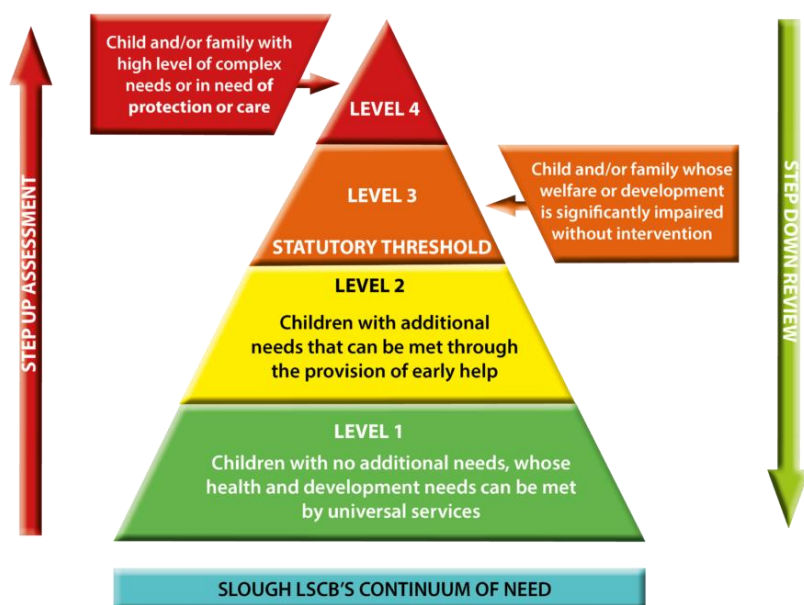 Child and/or family with
high level of complex
needs or in need of
protection or care
LEVEL 4
LEVEL 3
STATUTORY THRESHOLD
Child and/or family whose
welfare or development
is significantly impaired
without intervention
LEVEL 2
Children with additional
needs that can be met through
the provision of early help
LEVEL 1
Children with no additional needs, whose
health and development needs can be met
by universal services
STEP UP ASSESSMENT
STEP DOWN REVIEW
SLOUGH LSCB'S CONTINUUM OF NEED